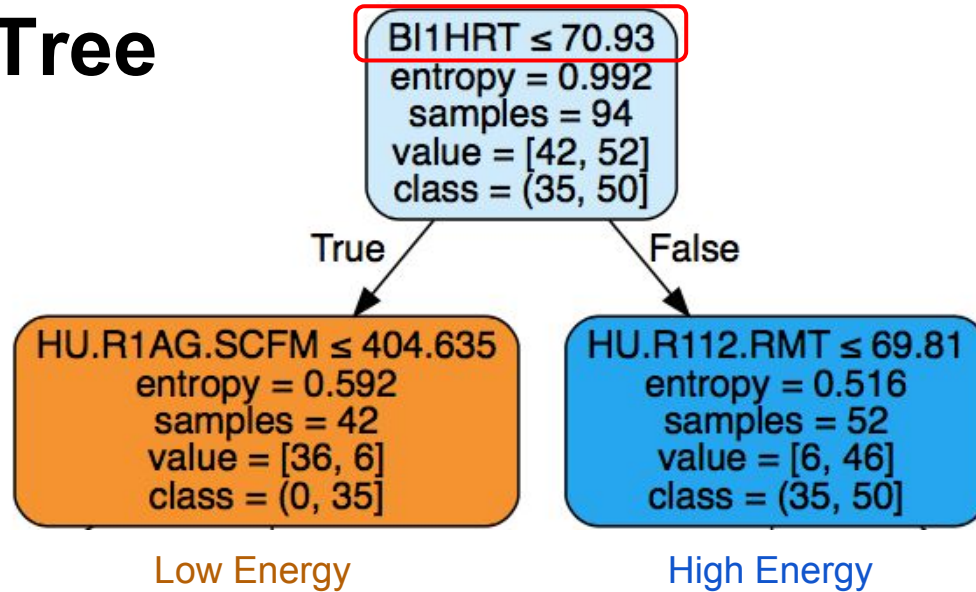 Tree
BI1HRT ≤ 70.93
entropy = 0.992
samples = 94
value = [42, 52]
class = (35, 50]
True
False
HU.R1AG.SCFM ≤ 404.635
entropy = 0.592
samples = 42
value = [36, 6]
class = (0, 35]
HU.R112.RMT ≤ 69.81
entropy = 0.516
samples = 52
value = [6, 46]
class = (35, 50]
Low Energy
High Energy